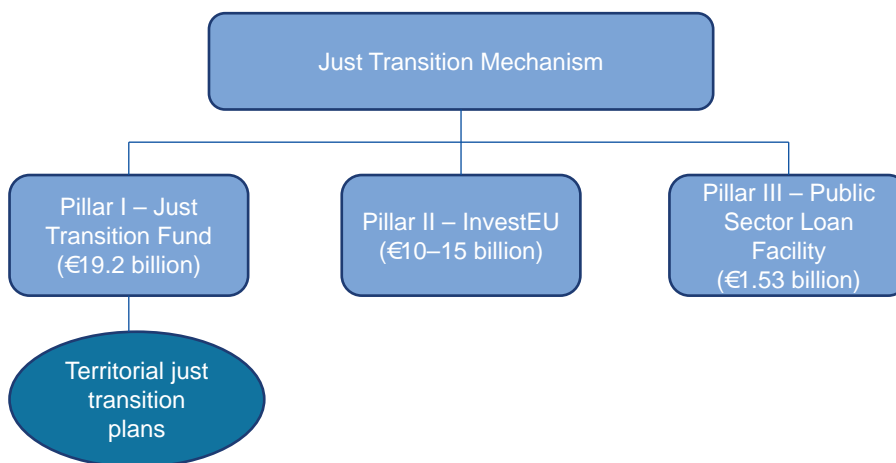 Just Transition Mechanism
Pillar I – Just
Transition Fund
(€19.2 billion)
Pillar II – InvestEU
(€10–15 billion)
Pillar III – Public
Sector Loan
Facility
(€1.53 billion)
Territorial just
transition
plans